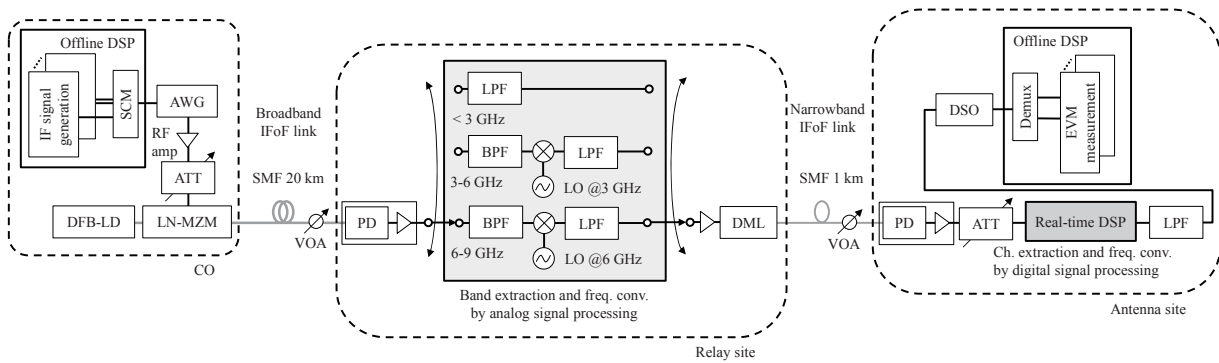 Offline DSP
IF signal
generation
SCM
AWG
RF
amp
ATT
DFB-LD
LN-MZM
CO
Broadband
IFoF link
SMF 20 km
VOA
PD
LPF
< 3 GHz
BPF
LPF
3-6 GHz
LO @3 GHz
BPF
LPF
6-9 GHz
LO @6 GHz
Band extraction and freq. conv.
by analog signal processing
DML
Relay site
Narrowband
IFoF link
SMF 1 km
VOA
Offline DSP
DSO
Demux
EVM
measurement
PD
ATT
Real-time DSP
LPF
Ch. extraction and freq. conv.
by digital signal processing
Antenna site